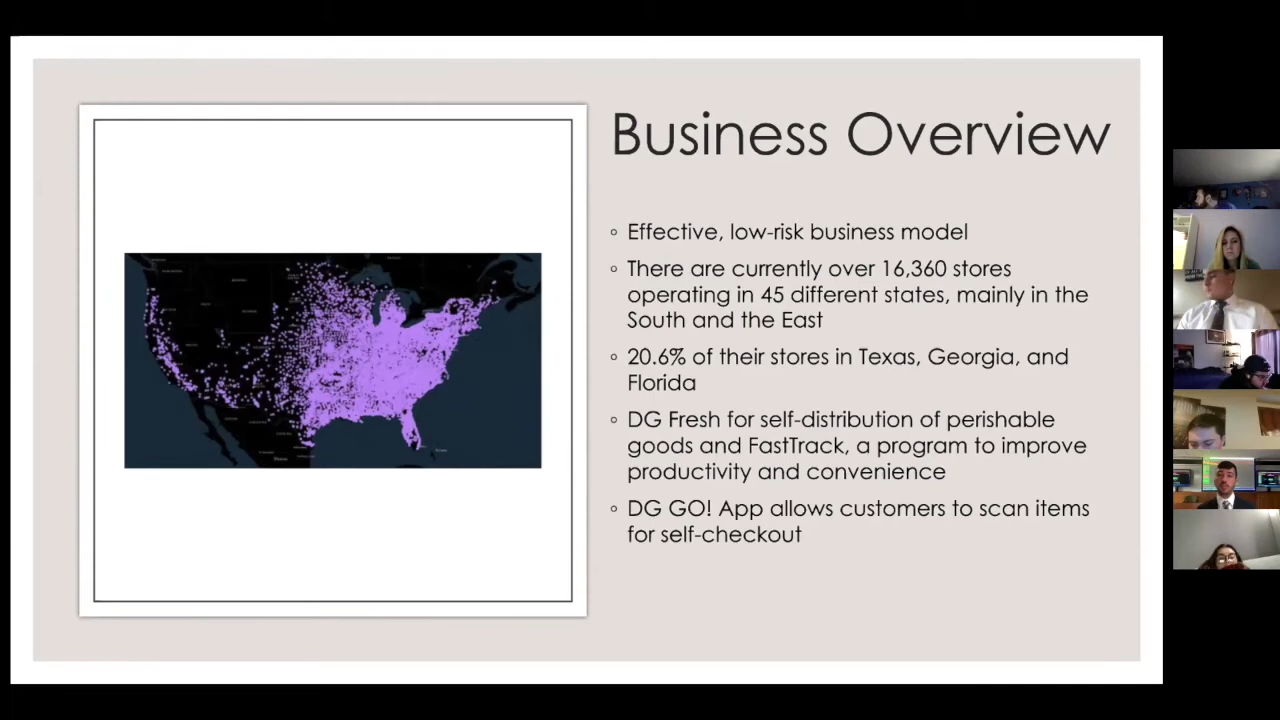 Business Overview
Effective, low-risk business model
There are currently over 16,360 stores
operating in 45 different states, mainly in the
South and the East
20.6% of their stores in Texas, Georgia, and
Florida
DG Fresh for self-distribution of perishable
goods and FastTrack, a program to improve
productivity and convenience
DG GO! App allows customers to scan items
for self-checkout